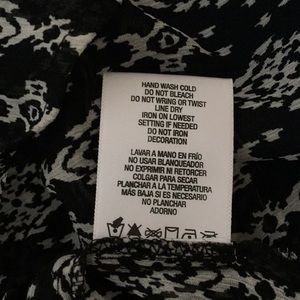 HAND WASH COLD
DO NOT BLEACH
DO NOT WRING OR TWIST
LINE DRY
IRON ON LOWEST
SETTING IF NEEDED
DO NOT IRON
DECORATION
LAVAR A MANO EN FRÍO
NO USAR BLANQUEADOR
NO EXPRIMIR NI RETORCER
COLGAR PARA SECAR
PLANCHAR A LA TEMPERATURA
MÁS BAJA SI ES NECESARIO
NO PLANCHAR
ADORNO